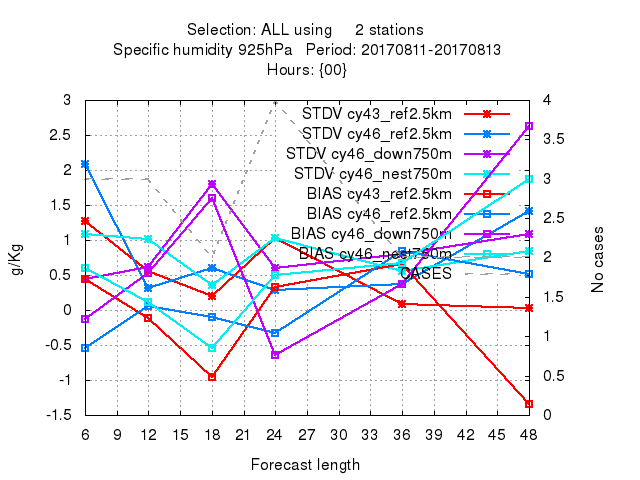 Selection: ALL using 2 stations
Specific humidity 925hPa Period: 20170811-20170813
Hours: {00}
STDV cy43_ref2.5km
STDV cy46_ref2.5km
STDV cy46_down750m
STDV cy46_nest750m
BIAS cy43_ref2.5km
BIAS cy46_ref2.5km
BIAS cy46_down750m
BIAS cy46_nest750m
CASES
3
2.5
2
1.5
1
0.5
0
-0.5
-1
-1.5
g/Kg
4
3.5
3
2.5
2
1.5
1
0.5
0
No cases
6 9 12 15 18 21 24 27 30 33 36 39 42 45 48
Forecast length